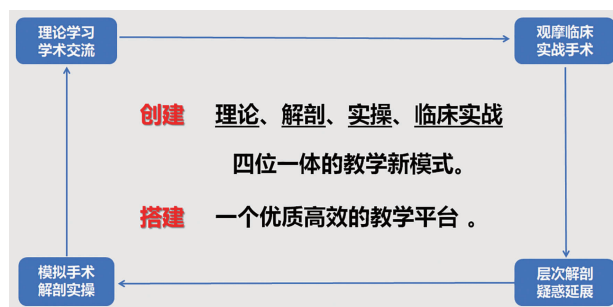 理论学习
学术交流
观摩临床
实战手术
创建 理论、解剖、实操、临床实战
四位一体的教学新模式。
搭建 一个优质高效的教学平台 。
模拟手术
解剖实操
层次解剖
疑惑延展